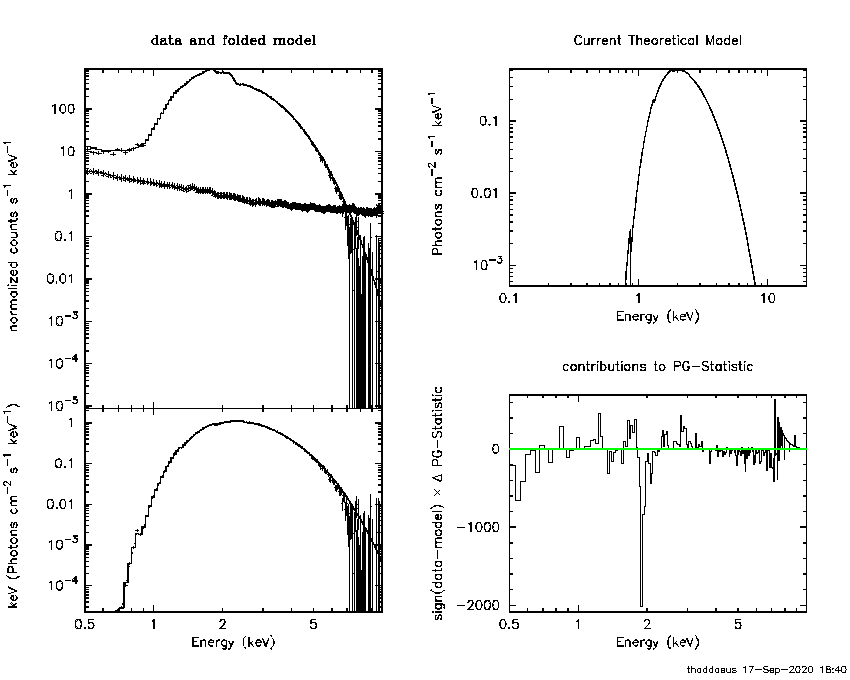 data and folded model
normalized counts s⁻¹ keV⁻¹
100
10
1
0.1
0.01
10⁻³
10⁻⁴
10⁻⁵
keV (Photons cm⁻² s⁻¹ keV⁻¹)
1
0.1
0.01
10⁻³
10⁻⁴
0.5 1 2 5
Energy (keV)
Current Theoretical Model
Photons cm⁻² s⁻¹ keV⁻¹
0.1
0.01
10⁻³
0.1 1 10
Energy (keV)
contributions to PG−Statistic
sign(data−model) × Δ PG−Statistic
0
−1000
−2000
0.5 1 2 5
Energy (keV)
thaddaeus 17−Sep−2020 18:40